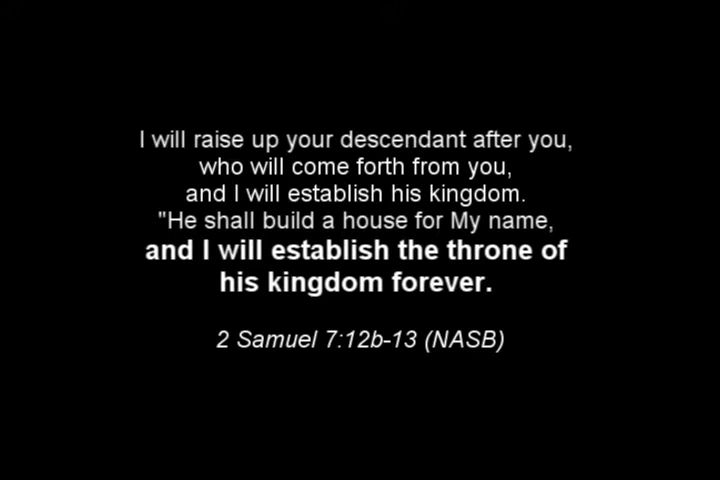 I will raise up your descendant after you,
who will come forth from you,
and I will establish his kingdom.
"He shall build a house for My name,
and I will establish the throne of
his kingdom forever.
2 Samuel 7:12b-13 (NASB)